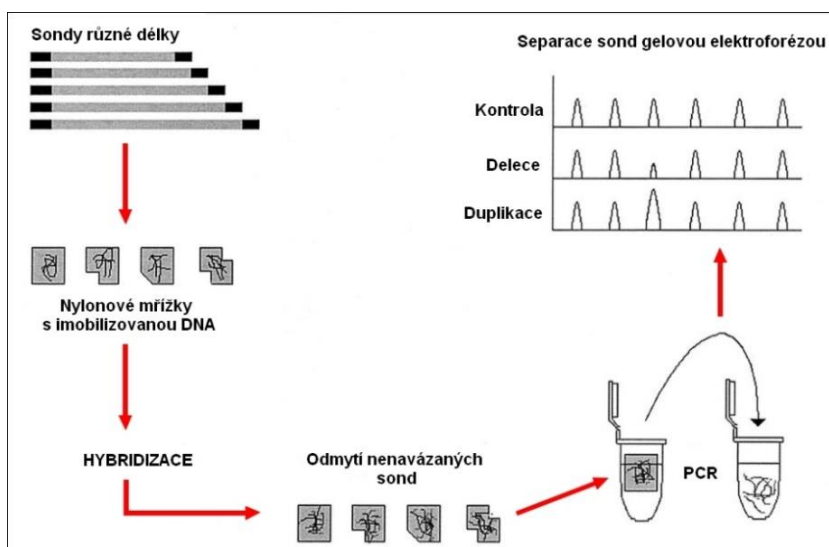 Sondy různé délky
Nylonové mřížky
s imobilizovanou DNA
HYBRIDIZACE
Odmytí nenavázaných
sond
PCR
Separace sond gelovou elektroforézou
Kontrola
Delece
Duplikace